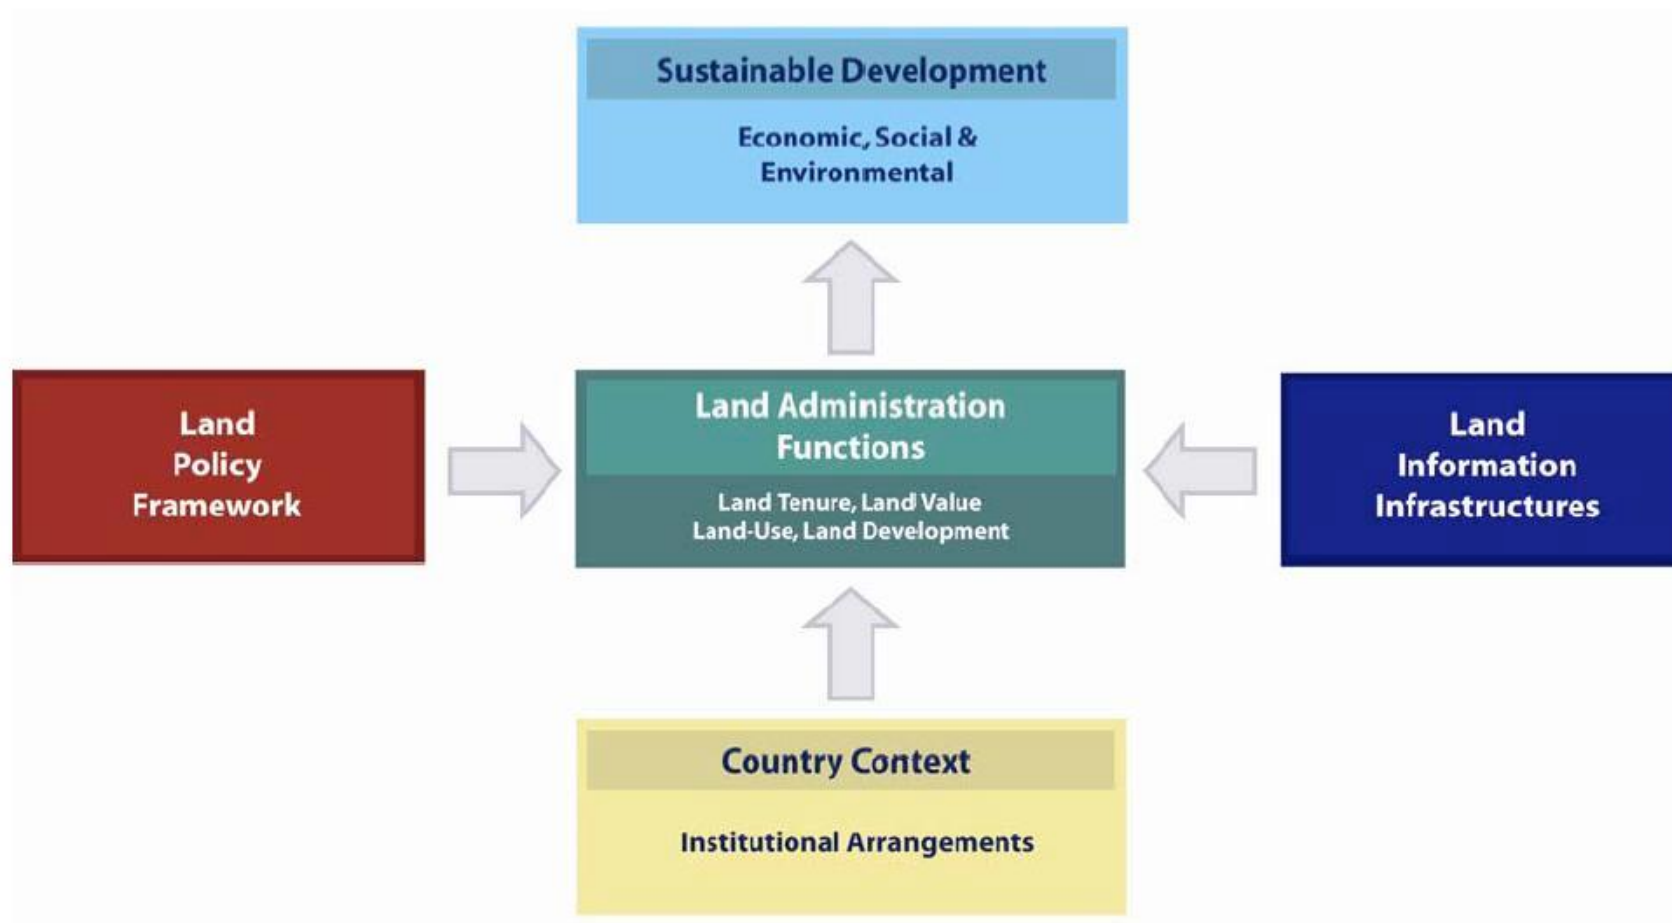 Sustainable Development
Economic, Social &
Environmental
Land
Policy
Framework
Land Administration
Functions
Land Tenure, Land Value
Land-Use, Land Development
Land
Information
Infrastructures
Country Context
Institutional Arrangements